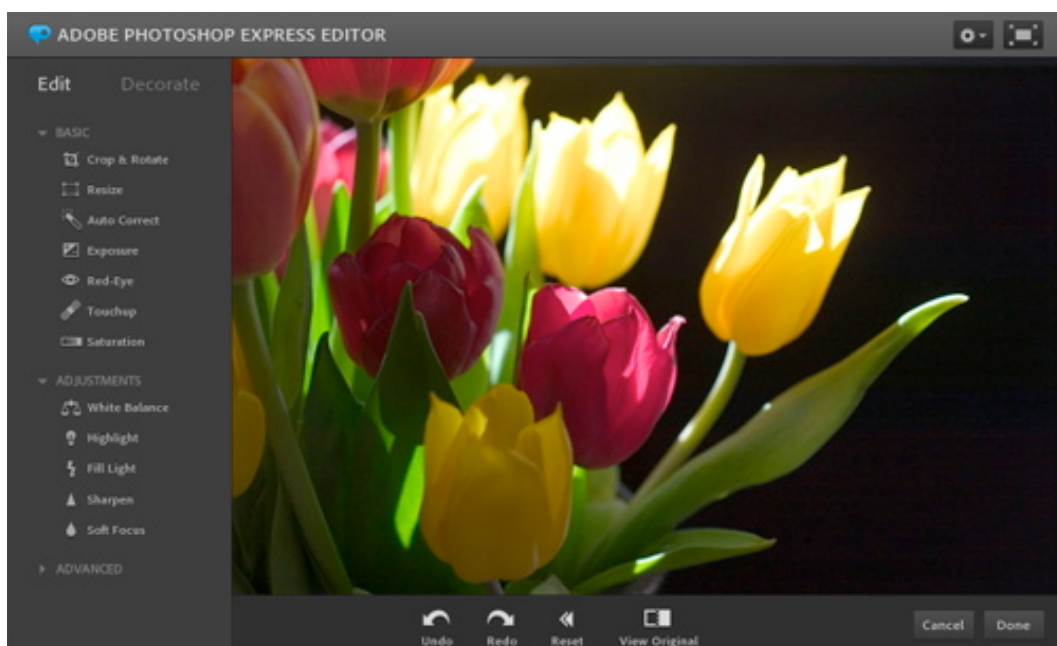 ADOBE PHOTOSHOP EXPRESS EDITOR
Edit Decorate
BASIC
Crop & Rotate
Resize
Auto Correct
Exposure
Red-Eye
Touchup
Saturation
ADJUSTMENTS
White Balance
Highlight
Fill Light
Sharpen
Soft Focus
ADVANCED
Undo Redo Reset View Original
Cancel Done